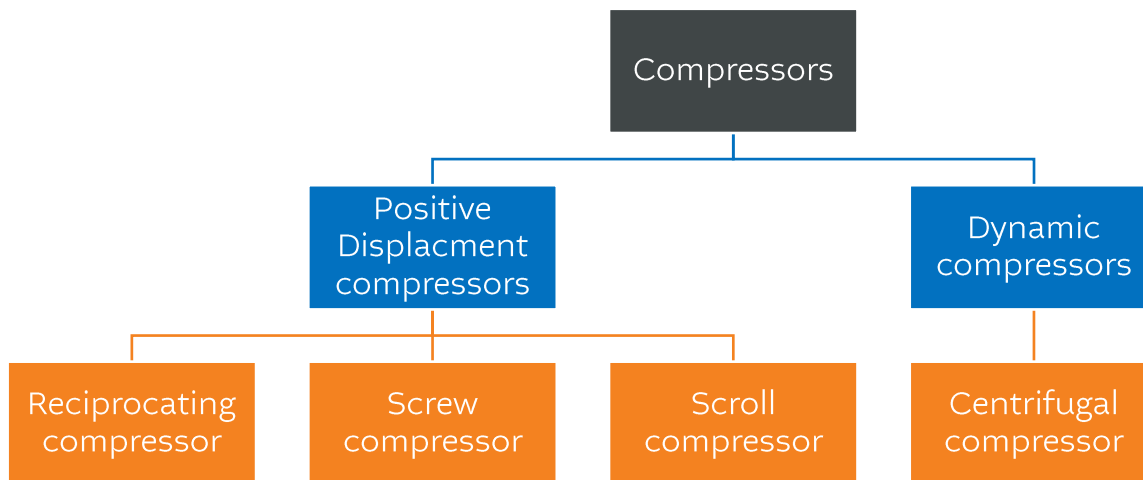 Compressors
Positive
Displacment
compressors
Dynamic
compressors
Reciprocating
compressor
Screw
compressor
Scroll
compressor
Centrifugal
compressor